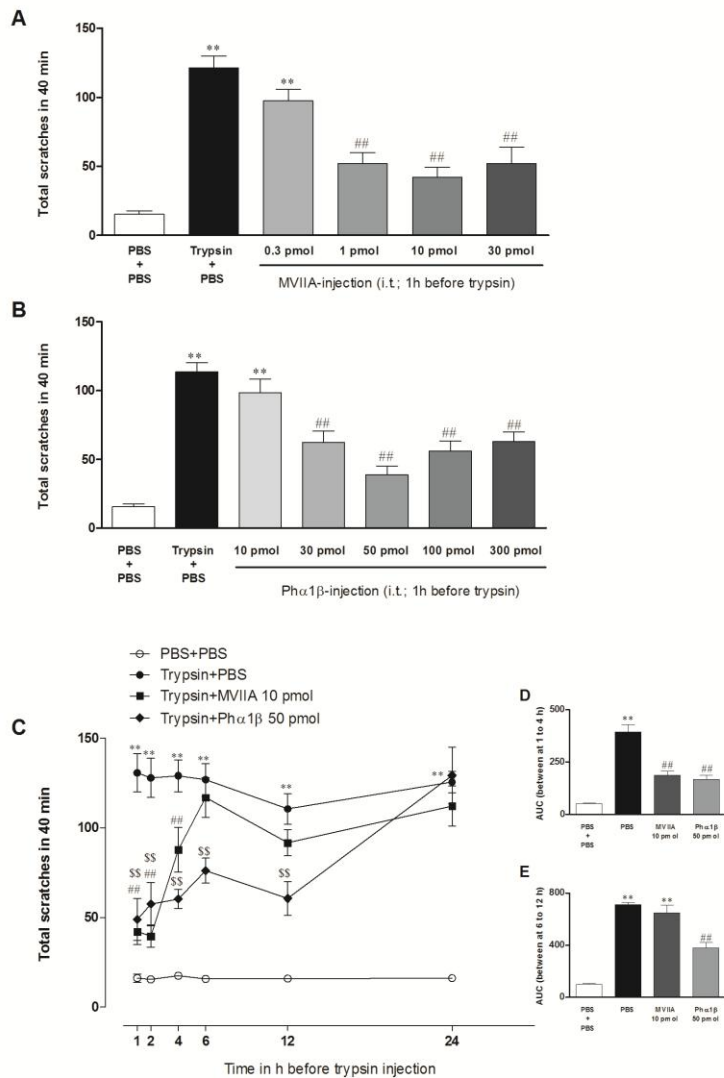 A
150
100
50
0
Total scratches in 40 min
** ** ## ## ##
PBS + PBS
Trypsin + PBS
0.3 pmol 1 pmol 10 pmol 30 pmol
MVIIA-injection (i.t.; 1h before trypsin)
B
150
100
50
0
Total scratches in 40 min
** ** ## ## ## ##
PBS + PBS
Trypsin + PBS
10 pmol 30 pmol 50 pmol 100 pmol 300 pmol
Phα1β-injection (i.t.; 1h before trypsin)
PBS+PBS
Trypsin+PBS
Trypsin+MVIIA 10 pmol
Trypsin+Phα1β 50 pmol
C
150
100
50
0
Total scratches in 40 min
** ** ** ** ** **
$$ ##
$$ ##
## $$
$$
$$
1 2 4 6 12 24
Time in h before trypsin injection
D
500
250
0
AUC (between at 1 to 4 h)
** ## ##
PBS + PBS
PBS
MVIIA 10 pmol
Phα1β 50 pmol
E
800
400
0
AUC (between at 6 to 12 h)
** ** ##
PBS + PBS
PBS
MVIIA 10 pmol
Phα1β 50 pmol